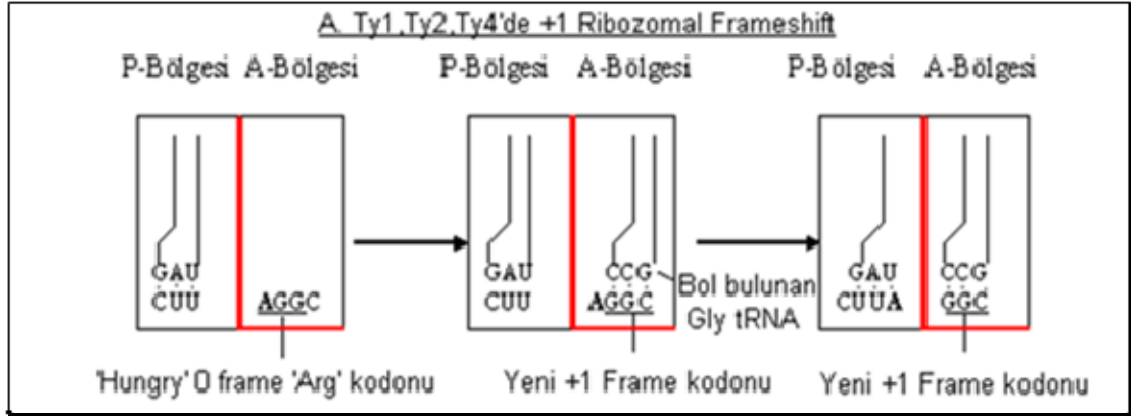 A. Ty1,Ty2,Ty4'de +1 Ribozomal Frameshift
P-Bölgesi A-Bölgesi P-Bölgesi A-Bölgesi P-Bölgesi A-Bölgesi
GAU GAU CCG GAU CCG
CUU AGGC CUU AGGC CUUA GGC
Bol bulunan
Gly tRNA
'Hungry' 0 frame 'Arg' kodonu Yeni +1 Frame kodonu Yeni +1 Frame kodonu